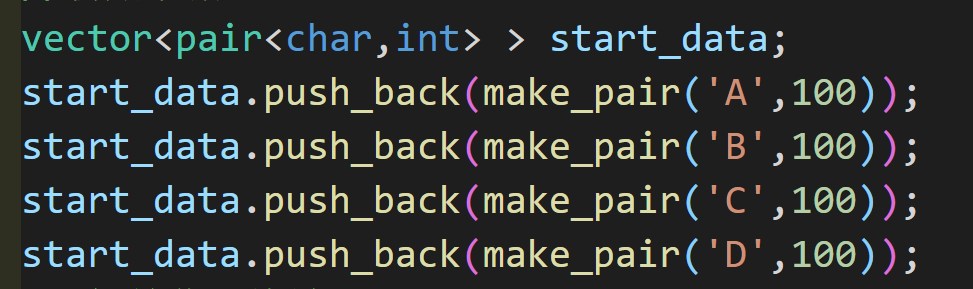 vector<pair<char,int> > start_data;
start_data.push_back(make_pair('A',100));
start_data.push_back(make_pair('B',100));
start_data.push_back(make_pair('C',100));
start_data.push_back(make_pair('D',100));